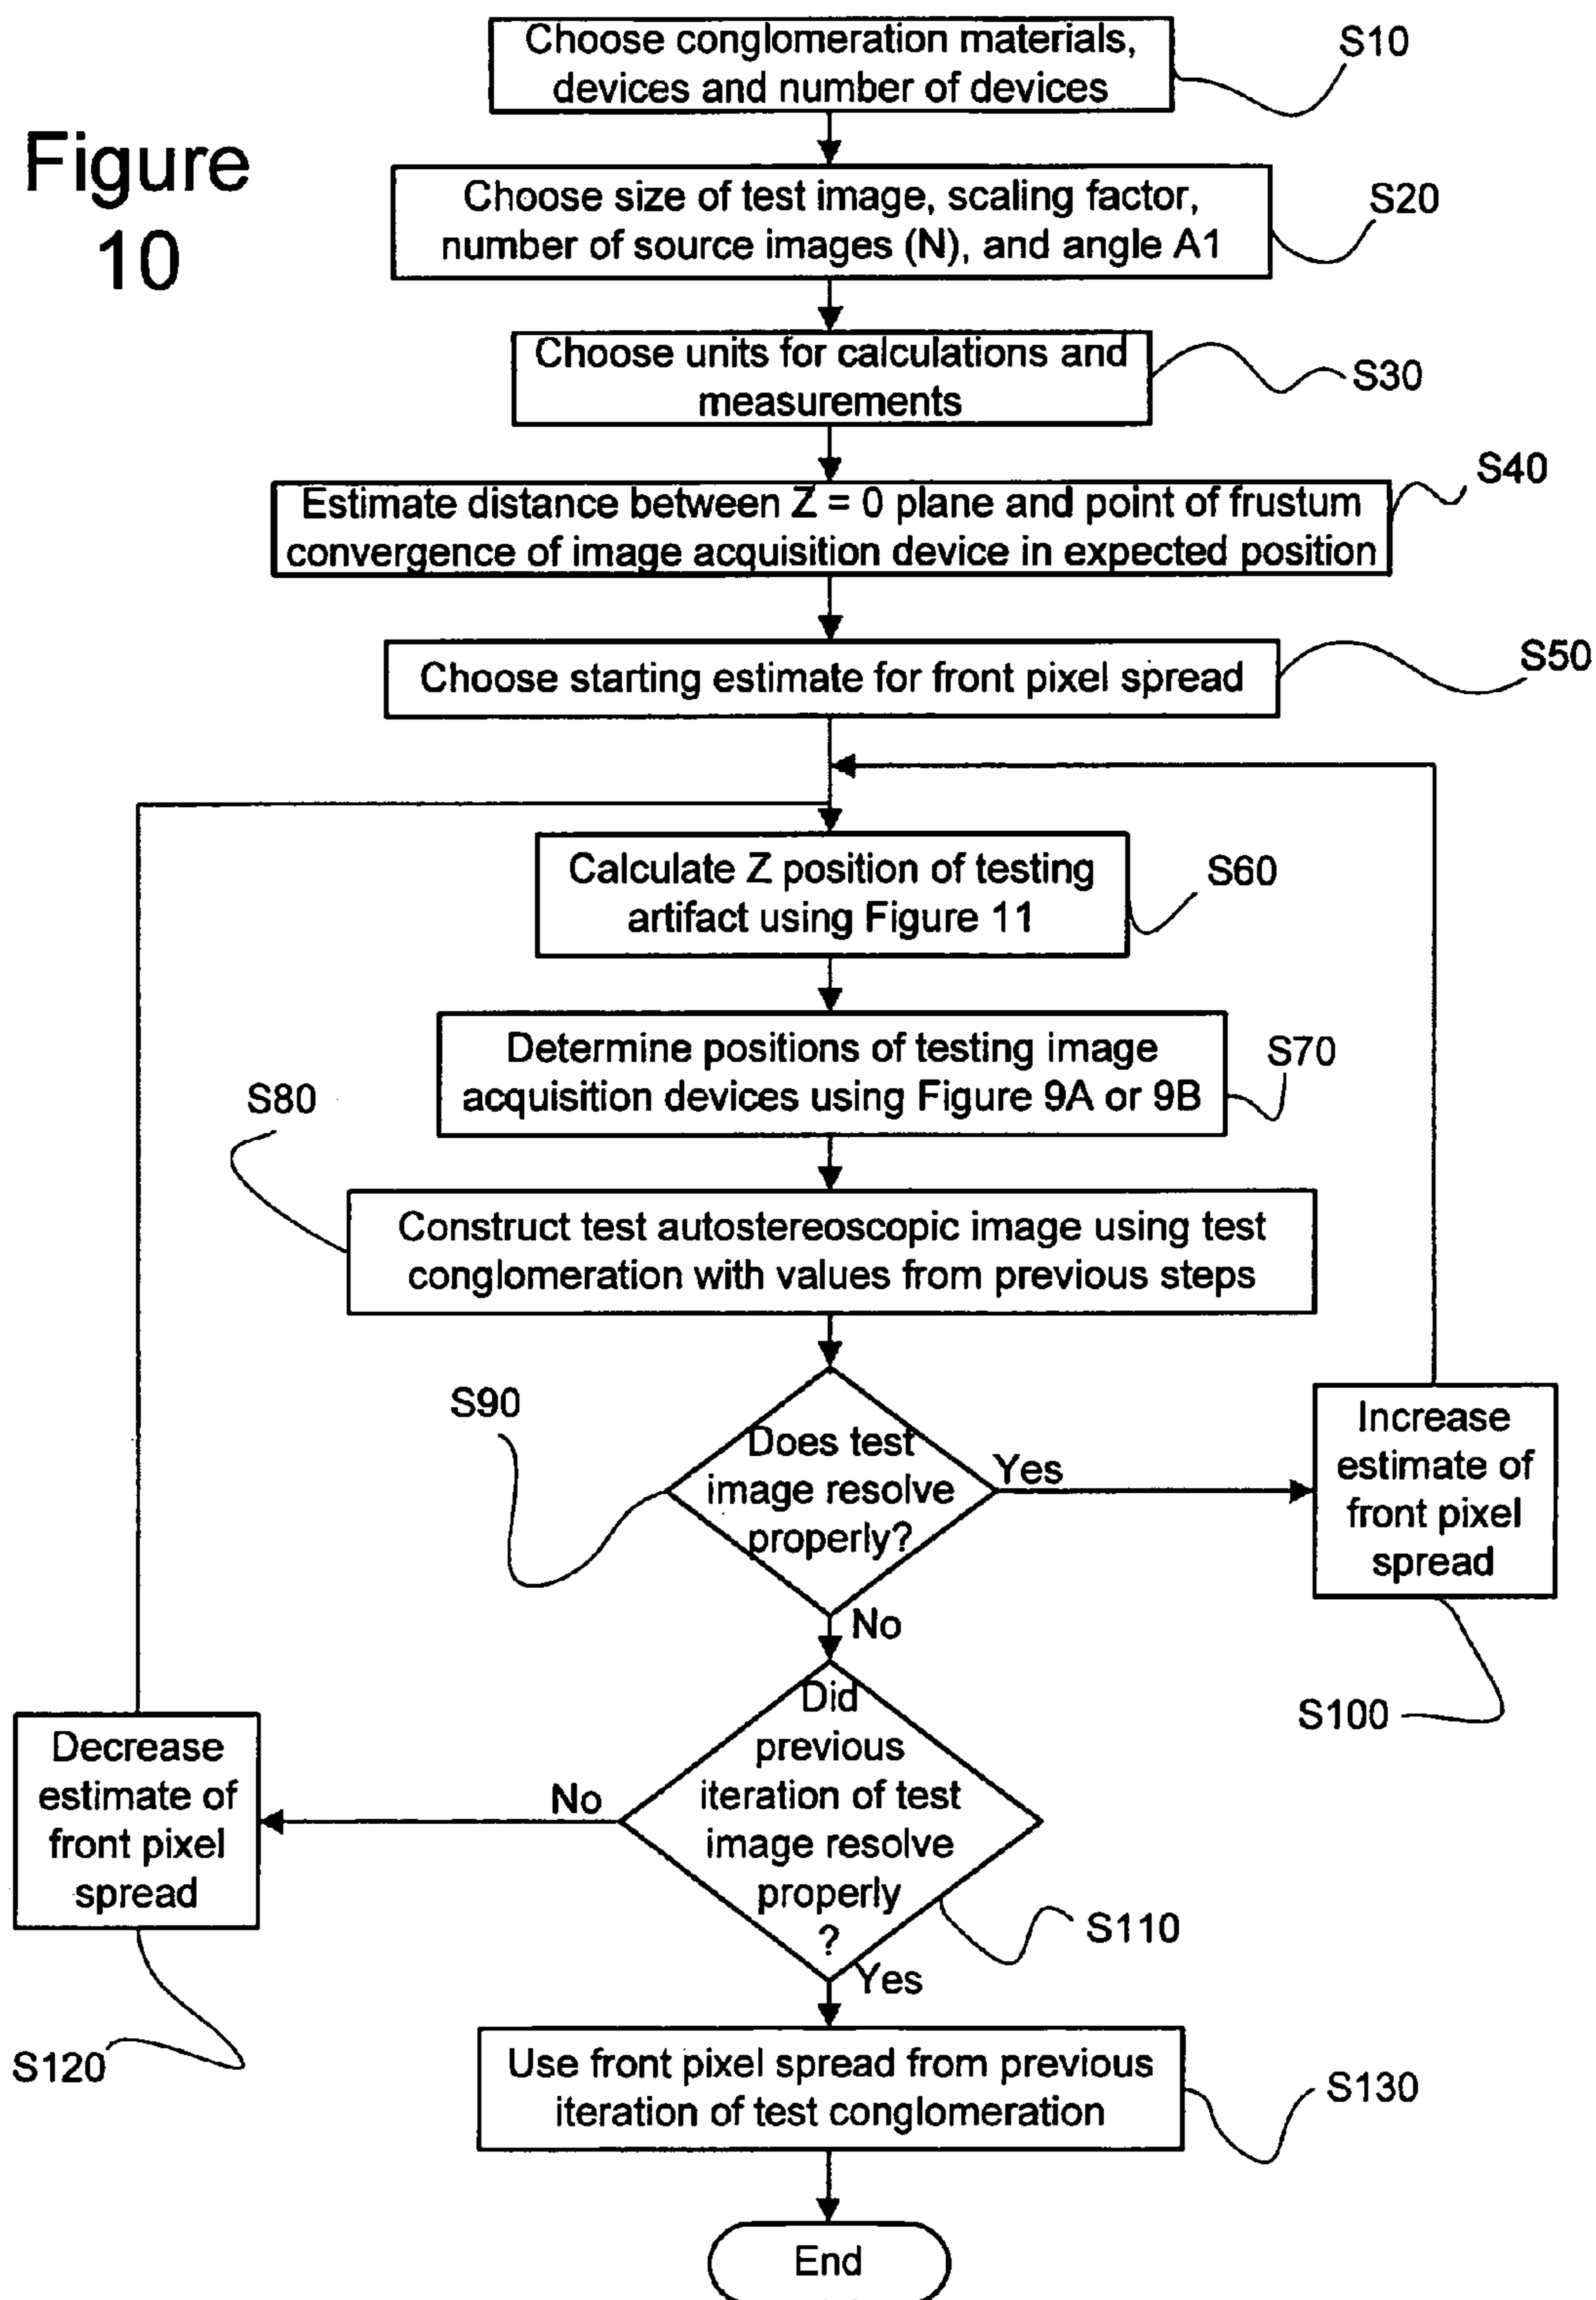 Figure
10
Choose conglomeration materials,
devices and number of devices
S10
Choose size of test image, scaling factor,
number of source images (N), and angle A1
S20
Choose units for calculations and
measurements
S30
Estimate distance between Z = 0 plane and point of frustum
convergence of image acquisition device in expected position
S40
Choose starting estimate for front pixel spread
S50
Calculate Z position of testing
artifact using Figure 11
S60
Determine positions of testing image
acquisition devices using Figure 9A or 9B
S70
S80
Construct test autostereoscopic image using test
conglomeration with values from previous steps
S90
Does test
image resolve
properly?
Yes
Increase
estimate of
front pixel
spread
S100
No
Did
previous
iteration of test
image resolve
properly
?
S110
No
Decrease
estimate of
front pixel
spread
S120
Yes
Use front pixel spread from previous
iteration of test conglomeration
S130
End